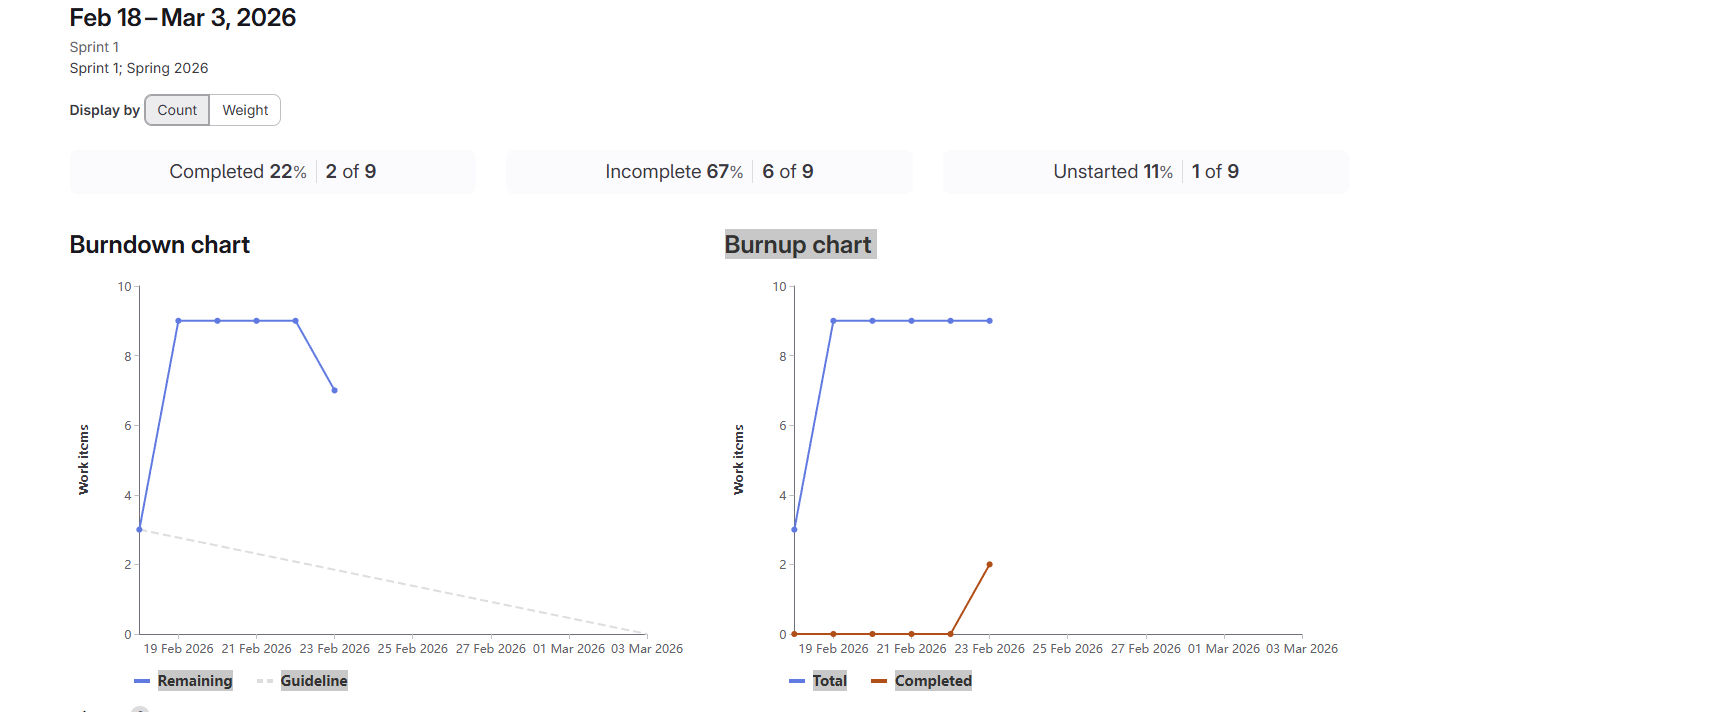 Feb 18 – Mar 3, 2026
Sprint 1
Sprint 1; Spring 2026
Display by Count Weight
Completed 22% 2 of 9
Incomplete 67% 6 of 9
Unstarted 11% 1 of 9
Burndown chart
10
8
6
4
2
0
Work items
19 Feb 2026 21 Feb 2026 23 Feb 2026 25 Feb 2026 27 Feb 2026 01 Mar 2026 03 Mar 2026
Remaining Guideline
Burnup chart
10
8
6
4
2
0
Work items
19 Feb 2026 21 Feb 2026 23 Feb 2026 25 Feb 2026 27 Feb 2026 01 Mar 2026 03 Mar 2026
Total Completed